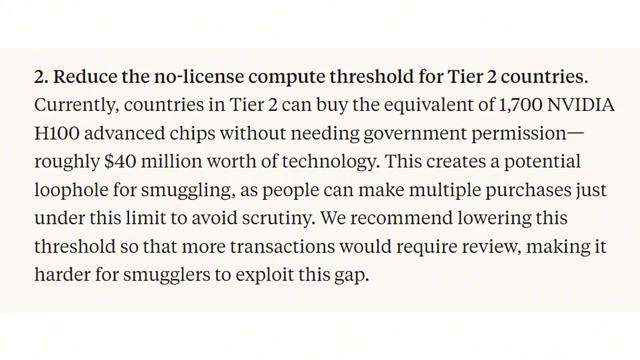 2. Reduce the no-license compute threshold for Tier 2 countries.
Currently, countries in Tier 2 can buy the equivalent of 1,700 NVIDIA
H100 advanced chips without needing government permission—
roughly $40 million worth of technology. This creates a potential
loophole for smuggling, as people can make multiple purchases just
under this limit to avoid scrutiny. We recommend lowering this
threshold so that more transactions would require review, making it
harder for smugglers to exploit this gap.